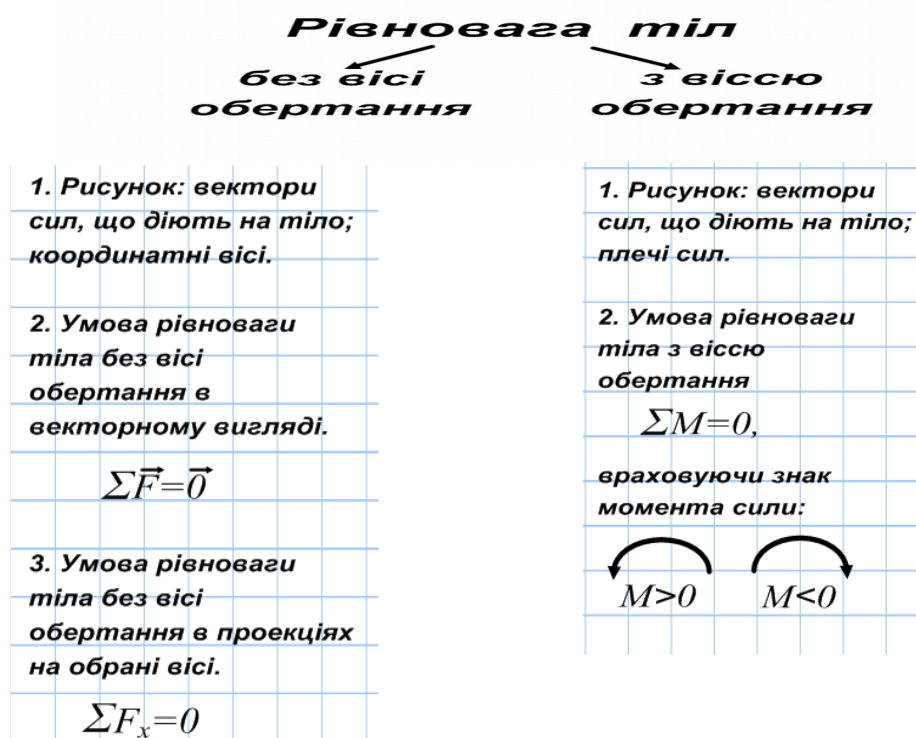 Рівновага тіл
без вісі
обертання
з віссю
обертання
1. Рисунок: вектори
сил, що діють на тіло;
координатні вісі.
2. Умова рівноваги
тіла без вісі
обертання в
векторному вигляді.
ΣF⃗=0⃗
3. Умова рівноваги
тіла без вісі
обертання в проекціях
на обрані вісі.
ΣFₓ=0
1. Рисунок: вектори
сил, що діють на тіло;
плечі сил.
2. Умова рівноваги
тіла з віссю
обертання
ΣM=0,
враховуючи знак
момента сили:
M>0 M<0